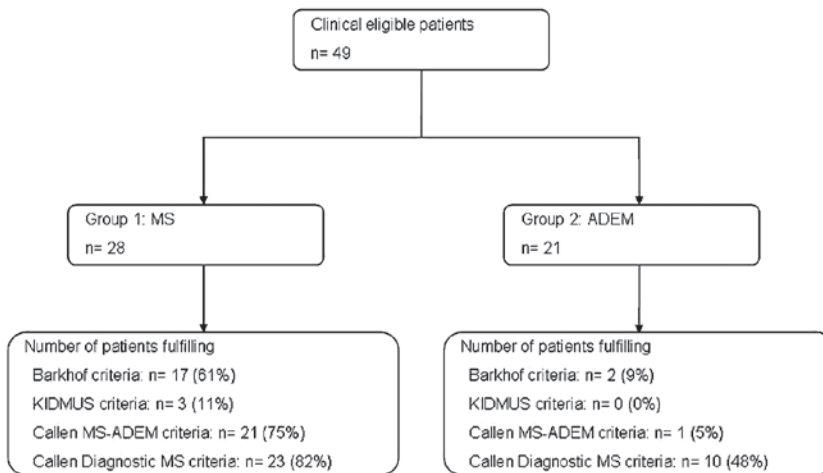 Clinical eligible patients
n= 49
Group 1: MS
n= 28
Group 2: ADEM
n= 21
Number of patients fulfilling
Barkhof criteria: n= 17 (61%)
KIDMUS criteria: n= 3 (11%)
Callen MS-ADEM criteria: n= 21 (75%)
Callen Diagnostic MS criteria: n= 23 (82%)
Number of patients fulfilling
Barkhof criteria: n= 2 (9%)
KIDMUS criteria: n= 0 (0%)
Callen MS-ADEM criteria: n= 1 (5%)
Callen Diagnostic MS criteria: n= 10 (48%)